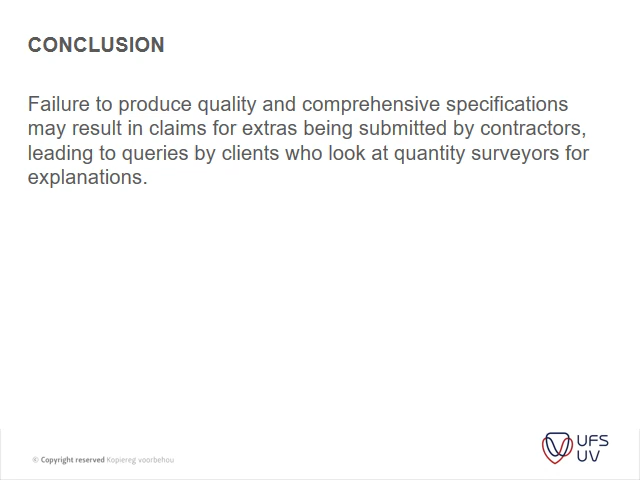 CONCLUSION
Failure to produce quality and comprehensive specifications
may result in claims for extras being submitted by contractors,
leading to queries by clients who look at quantity surveyors for
explanations.
© Copyright reserved Kopiereg voorbehou
UFS
UV